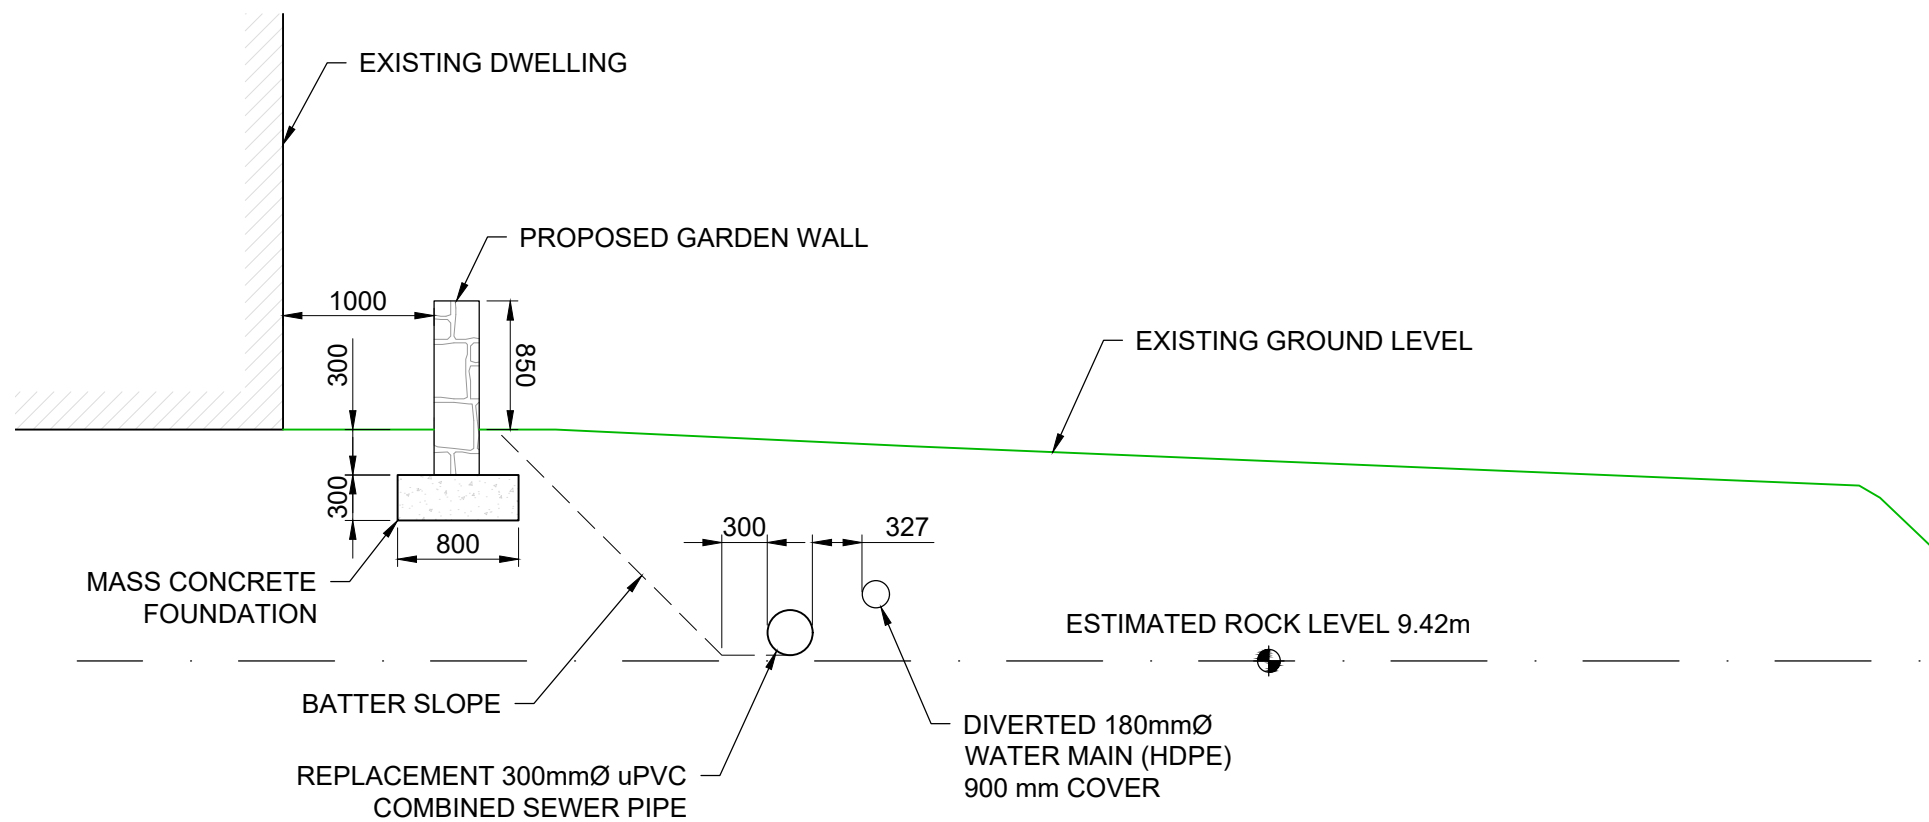 EXISTING DWELLING
PROPOSED GARDEN WALL
1000
300
850
EXISTING GROUND LEVEL
300
800
MASS CONCRETE
FOUNDATION
300
327
ESTIMATED ROCK LEVEL 9.42m
BATTER SLOPE
DIVERTED 180mmØ
WATER MAIN (HDPE)
900 mm COVER
REPLACEMENT 300mmØ uPVC
COMBINED SEWER PIPE